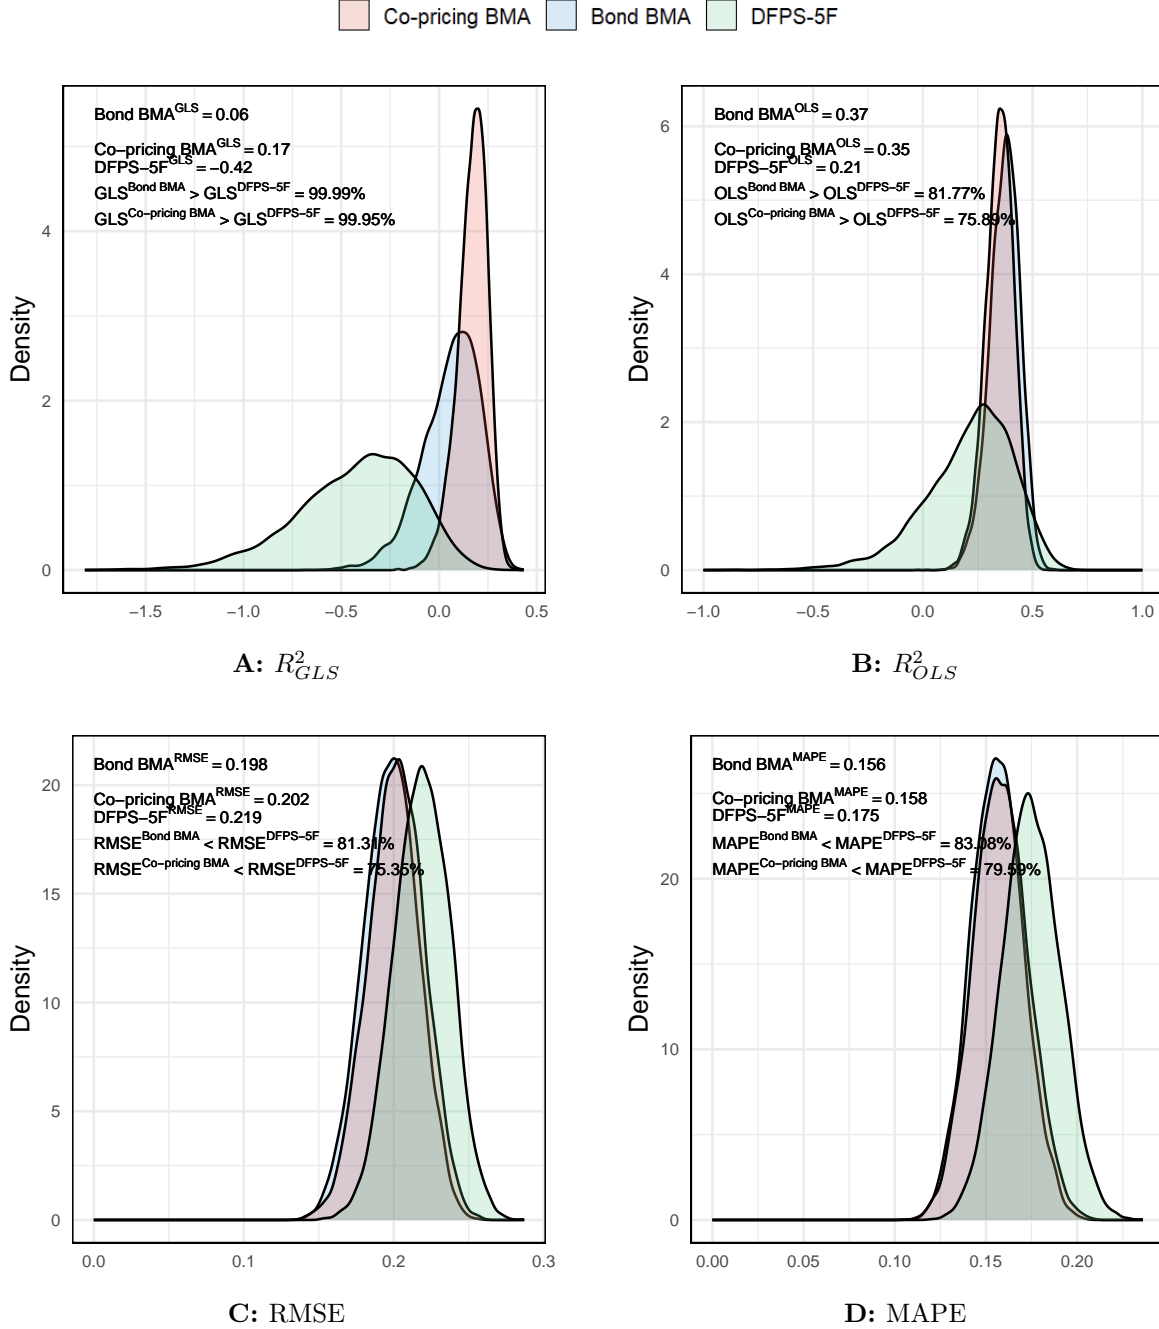 Co-pricing BMA Bond BMA DFPS-5F
Bond BMA^GLS = 0.06
Co−pricing BMA^GLS = 0.17
DFPS−5F^GLS = −0.42
GLS^Bond BMA > GLS^DFPS−5F = 99.99%
GLS^Co−pricing BMA > GLS^DFPS−5F = 99.95%
Density
4
2
0
−1.5 −1.0 −0.5 0.0 0.5
A: R²_GLS
Bond BMA^OLS = 0.37
Co−pricing BMA^OLS = 0.35
DFPS−5F^OLS = 0.21
OLS^Bond BMA > OLS^DFPS−5F = 81.77%
OLS^Co−pricing BMA > OLS^DFPS−5F = 75.89%
Density
6
4
2
0
−1.0 −0.5 0.0 0.5 1.0
B: R²_OLS
Bond BMA^RMSE = 0.198
Co−pricing BMA^RMSE = 0.202
DFPS−5F^RMSE = 0.219
RMSE^Bond BMA < RMSE^DFPS−5F = 81.31%
RMSE^Co−pricing BMA < RMSE^DFPS−5F = 75.35%
Density
20
15
10
5
0
0.0 0.1 0.2 0.3
C: RMSE
Bond BMA^MAPE = 0.156
Co−pricing BMA^MAPE = 0.158
DFPS−5F^MAPE = 0.175
MAPE^Bond BMA < MAPE^DFPS−5F = 83.08%
MAPE^Co−pricing BMA < MAPE^DFPS−5F = 79.59%
Density
20
10
0
0.00 0.05 0.10 0.15 0.20
D: MAPE